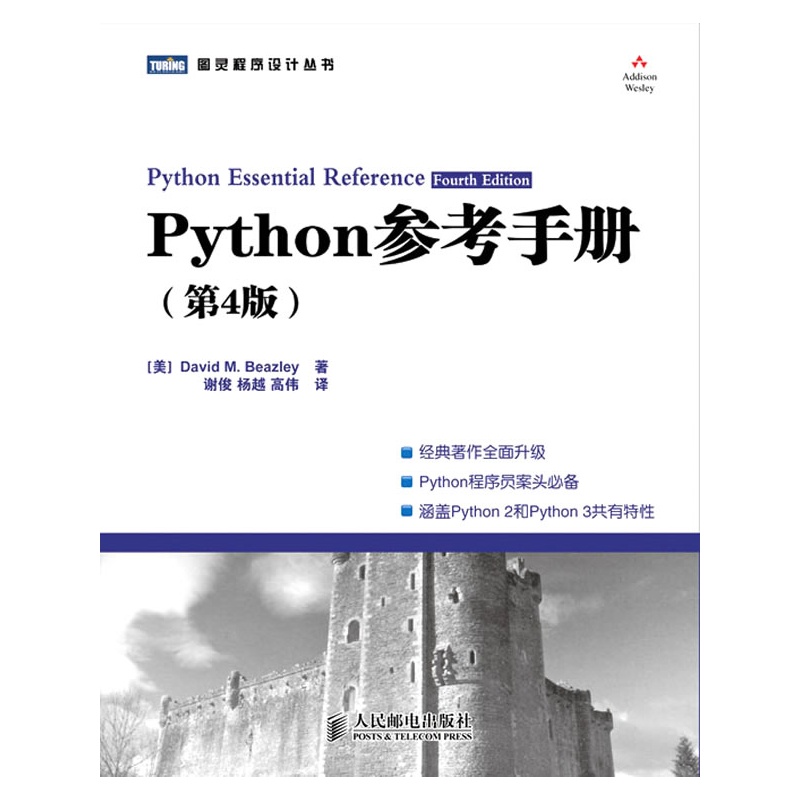 TURING 图灵程序设计丛书
Addison
Wesley
Python Essential Reference Fourth Edition
Python参考手册
（第4版）
[美] David M. Beazley 著
谢俊 杨越 高伟 译
经典著作全面升级
Python程序员案头必备
涵盖Python 2和Python 3共有特性
人民邮电出版社
POSTS & TELECOM PRESS